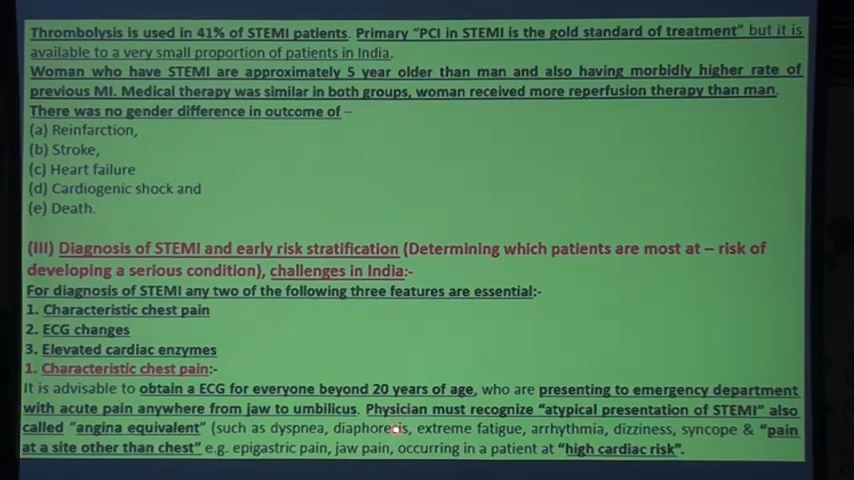 Thrombolysis is used in 41% of STEMI patients. Primary "PCI in STEMI is the gold standard of treatment" but it is
available to a very small proportion of patients in India.
Woman who have STEMI are approximately 5 year older than man and also having morbidly higher rate of
previous MI. Medical therapy was similar in both groups, woman received more reperfusion therapy than man.
There was no gender difference in outcome of –
(a) Reinfarction,
(b) Stroke,
(c) Heart failure
(d) Cardiogenic shock and
(e) Death.
(III) Diagnosis of STEMI and early risk stratification (Determining which patients are most at – risk of
developing a serious condition), challenges in India:-
For diagnosis of STEMI any two of the following three features are essential:-
1. Characteristic chest pain
2. ECG changes
3. Elevated cardiac enzymes
1. Characteristic chest pain:-
It is advisable to obtain a ECG for everyone beyond 20 years of age, who are presenting to emergency department
with acute pain anywhere from jaw to umbilicus. Physician must recognize "atypical presentation of STEMI" also
called "angina equivalent" (such as dyspnea, diaphoresis, extreme fatigue, arrhythmia, dizziness, syncope & "pain
at a site other than chest" e.g. epigastric pain, jaw pain, occurring in a patient at "high cardiac risk".